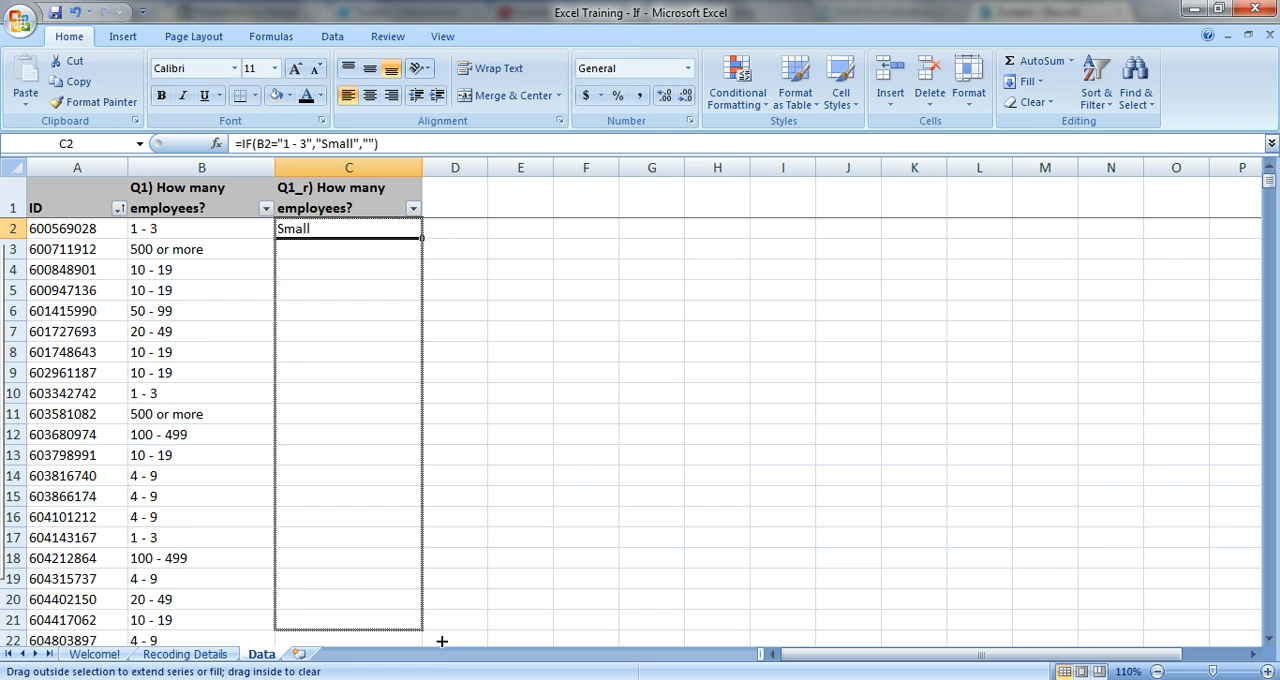 Excel Training - If - Microsoft Excel
Home Insert Page Layout Formulas Data Review View
Paste Cut Copy Format Painter Clipboard
Calibri 11 A A B I U A Font
Wrap Text Merge & Center Alignment
General $ % , .0 .00 .00 .0 Number
Conditional Formatting Format as Table Cell Styles Styles
Insert Delete Format Cells
Σ AutoSum Fill Clear Sort & Filter Find & Select Editing
C2 fx =IF(B2="1 - 3","Small","")
A B C D E F G H I J K L M N O P
1 ID Q1) How many employees? Q1_r) How many employees?
2 600569028 1 - 3 Small
3 600711912 500 or more
4 600848901 10 - 19
5 600947136 10 - 19
6 601415990 50 - 99
7 601727693 20 - 49
8 601748643 10 - 19
9 602961187 10 - 19
10 603342742 1 - 3
11 603581082 500 or more
12 603680974 100 - 499
13 603798991 10 - 19
14 603816740 4 - 9
15 603866174 4 - 9
16 604101212 4 - 9
17 604143167 1 - 3
18 604212864 100 - 499
19 604315737 4 - 9
20 604402150 20 - 49
21 604417062 10 - 19
22 604803897 4 - 9
Welcome! Recoding Details Data
Drag outside selection to extend series or fill; drag inside to clear 110%